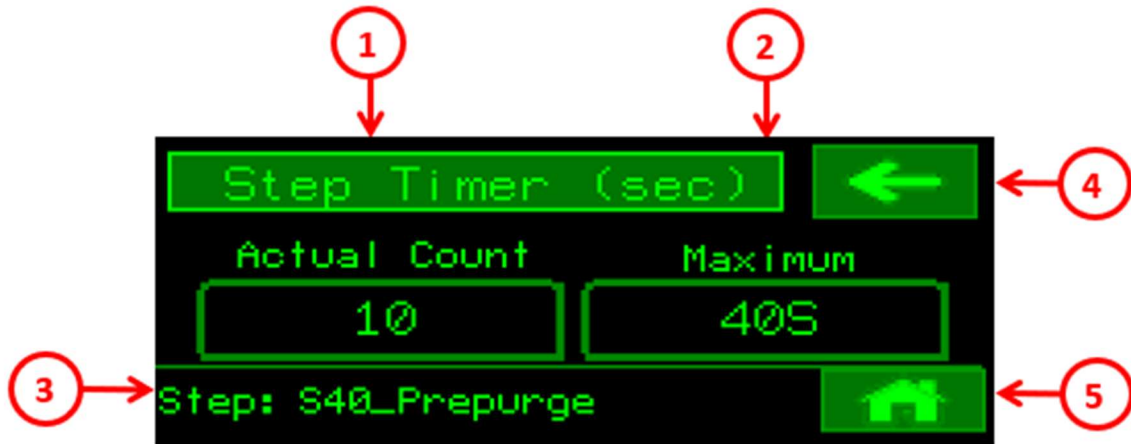 1 2
Step Timer (sec)
4
Actual Count Maximum
10 40S
3
Step: S40_Prepurge
5